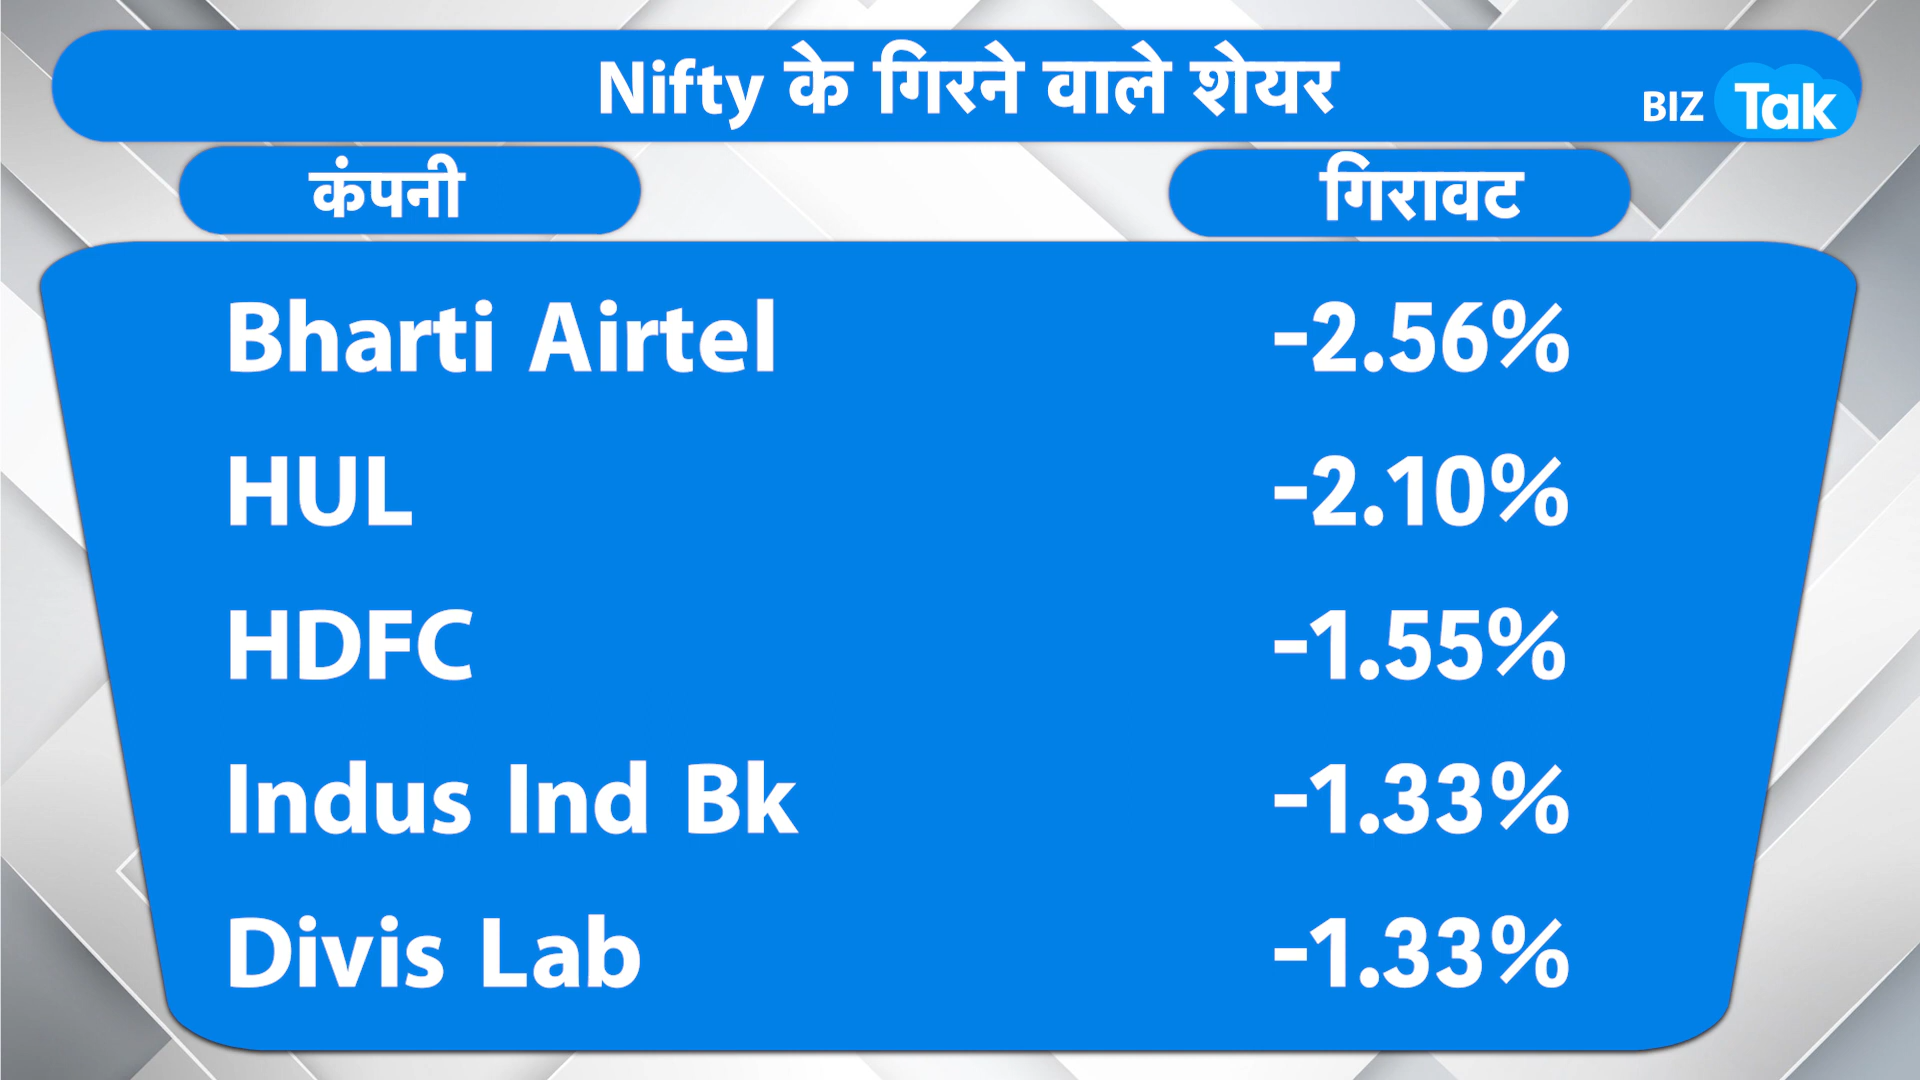 Nifty के गिरने वाले शेयर
BIZ Tak
कंपनी गिरावट
Bharti Airtel -2.56%
HUL -2.10%
HDFC -1.55%
Indus Ind Bk -1.33%
Divis Lab -1.33%